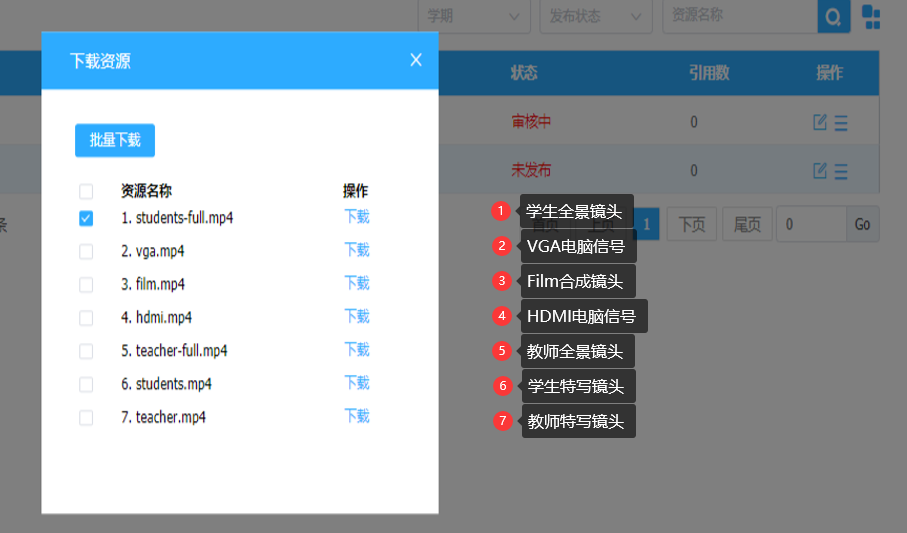 学期
发布状态
资源名称
下载资源
X
状态
引用数
操作
批量下载
审核中
0
未发布
0
资源名称
操作
1. students-full.mp4
下载
2. vga.mp4
下载
3. film.mp4
下载
4. hdmi.mp4
下载
5. teacher-full.mp4
下载
6. students.mp4
下载
7. teacher.mp4
下载
条
首页
上页
1
下页
尾页
0
Go
1 学生全景镜头
2 VGA电脑信号
3 Film合成镜头
4 HDMI电脑信号
5 教师全景镜头
6 学生特写镜头
7 教师特写镜头